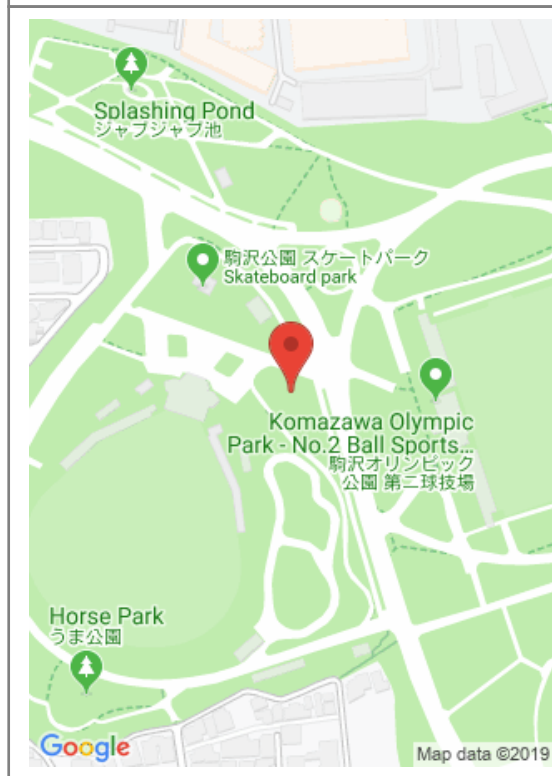 Splashing Pond
ジャブジャブ池
駒沢公園 スケートパーク
Skateboard park
Komazawa Olympic
Park - No.2 Ball Sports...
駒沢オリンピック
公園 第二球技場
Horse Park
うま公園
Google
Map data ©2019